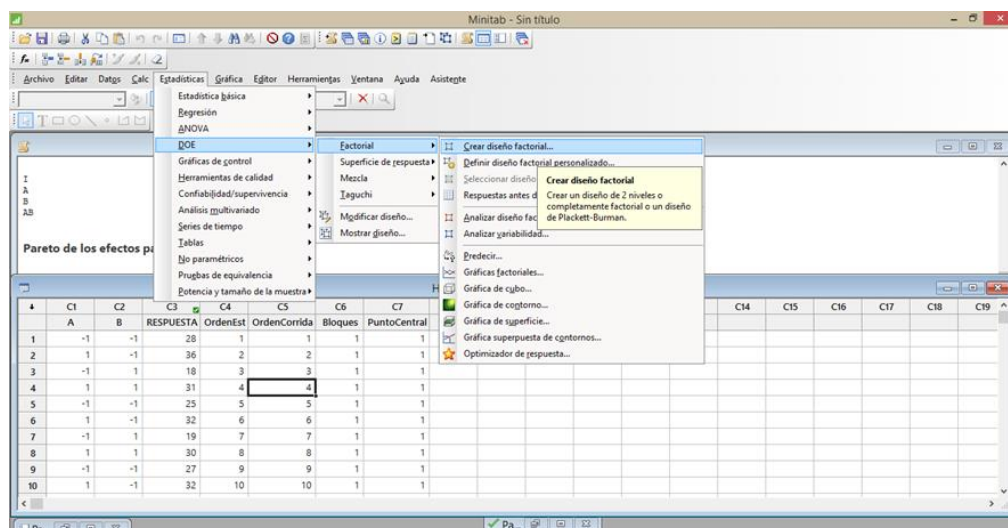 Minitab - Sin título
Archivo Editar Datos Calc Estadísticas Gráfica Editor Herramientas Ventana Ayuda Asistente
Estadística básica
Regresión
ANOVA
DOE
Gráficas de control
Herramientas de calidad
Confiabilidad/supervivencia
Análisis multivariado
Series de tiempo
Tablas
No paramétricos
Pruebas de equivalencia
Potencia y tamaño de la muestra
Factorial
Superficie de respuesta
Mezcla
Taguchi
Modificar diseño...
Mostrar diseño...
Crear diseño factorial...
Definir diseño factorial personalizado...
Seleccionar diseño
Respuestas antes d
Analizar diseño fac
Analizar variabilidad...
Predecir...
Gráficas factoriales...
Gráfica de cubo...
Gráfica de contorno...
Gráfica de superficie...
Gráfica superpuesta de contornos...
Optimizador de respuesta...
Crear diseño factorial
Crear un diseño de 2 niveles o
completamente factorial o un diseño
de Plackett-Burman.
I
A
B
AB
Pareto de los efectos pa
C1 C2 C3 C4 C5 C6 C7 C14 C15 C16 C17 C18 C19
A B RESPUESTA OrdenEst OrdenCorrida Bloques PuntoCentral
1 -1 -1 28 1 1 1 1
2 1 -1 36 2 2 1 1
3 -1 1 18 3 3 1 1
4 1 1 31 4 4 1 1
5 -1 -1 25 5 5 1 1
6 1 -1 32 6 6 1 1
7 -1 1 19 7 7 1 1
8 1 1 30 8 8 1 1
9 -1 -1 27 9 9 1 1
10 1 -1 32 10 10 1 1
Pa...